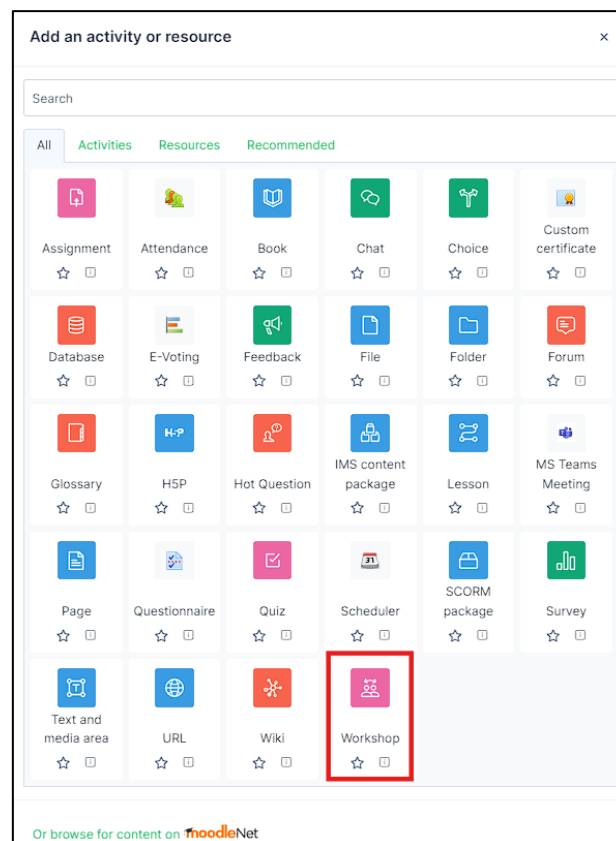 Add an activity or resource ×
Search
All Activities Resources Recommended
Assignment Attendance Book Chat Choice Custom
certificate
Database E-Voting Feedback File Folder Forum
H-P
Glossary H5P Hot Question IMS content
package Lesson MS Teams
Meeting
31
Page Questionnaire Quiz Scheduler SCORM
package Survey
T
Text and
media area URL Wiki Workshop
Or browse for content on moodleNet